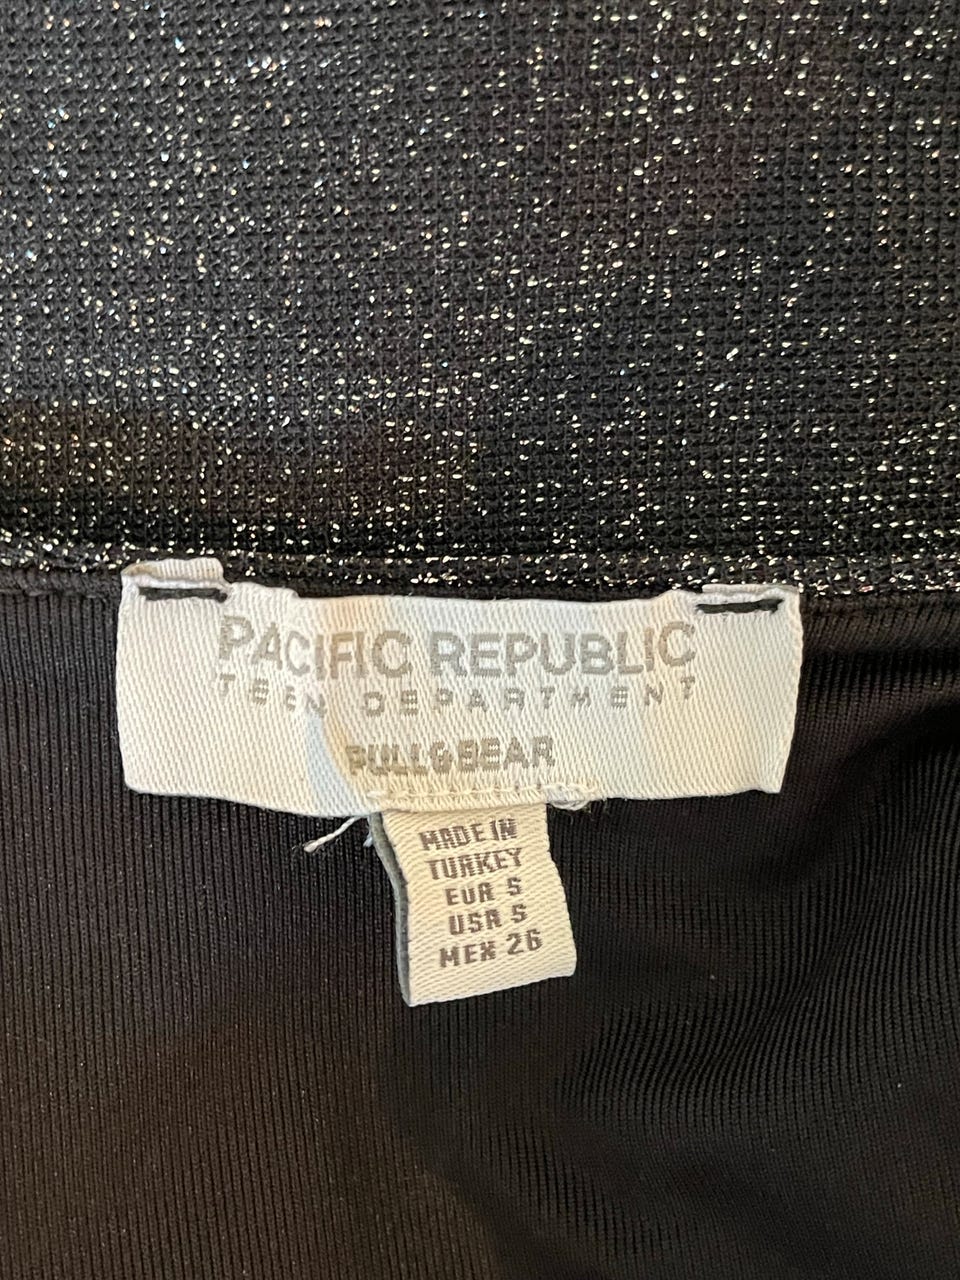 PACIFIC REPUBLIC
TEEN DEPARTMENT
PULL&BEAR
MADE IN
TURKEY
EUR S
USA S
MEX 26